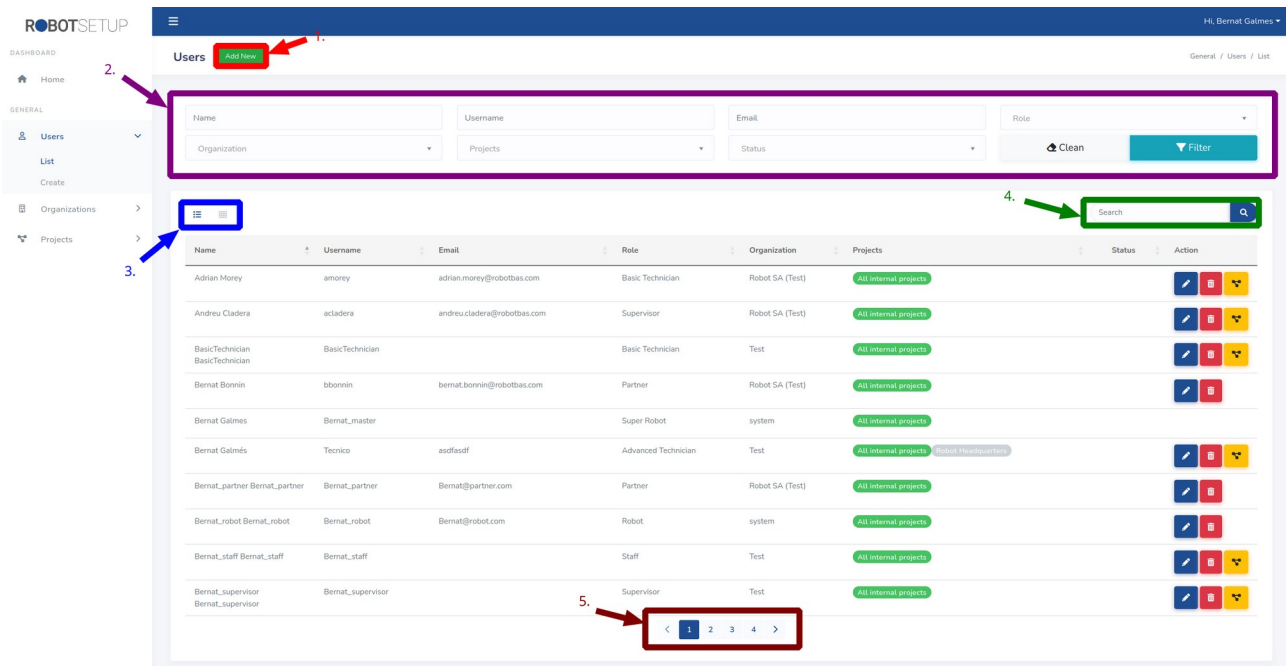 ROBOTSETUP
Hi, Bernat Galmes
DASHBOARD
Home
GENERAL
Users
List
Create
Organizations
Projects
Users Add New 1.
General / Users / List
2.
Name Username Email Role
Organization Projects Status Clean Filter
3.
4.
Search
Name Username Email Role Organization Projects Status Action
Adrian Morey amorey adrian.morey@robotbas.com Basic Technician Robot SA (Test) All internal projects
Andreu Cladera acladera andreu.cladera@robotbas.com Supervisor Robot SA (Test) All internal projects
BasicTechnician BasicTechnician Basic Technician Test All internal projects
BasicTechnician
Bernat Bonnin bbonnin bernat.bonnin@robotbas.com Partner Robot SA (Test) All internal projects
Bernat Galmes Bernat_master Super Robot system All internal projects
Bernat Galmés Tecnico asdfasdf Advanced Technician Test All internal projects Robot Headquarters
Bernat_partner Bernat_partner Bernat_partner Bernat@partner.com Partner Robot SA (Test) All internal projects
Bernat_robot Bernat_robot Bernat_robot Bernat@robot.com Robot system All internal projects
Bernat_staff Bernat_staff Bernat_staff Staff Test All internal projects
Bernat_supervisor Bernat_supervisor Supervisor Test All internal projects
Bernat_supervisor
5.
< 1 2 3 4 >